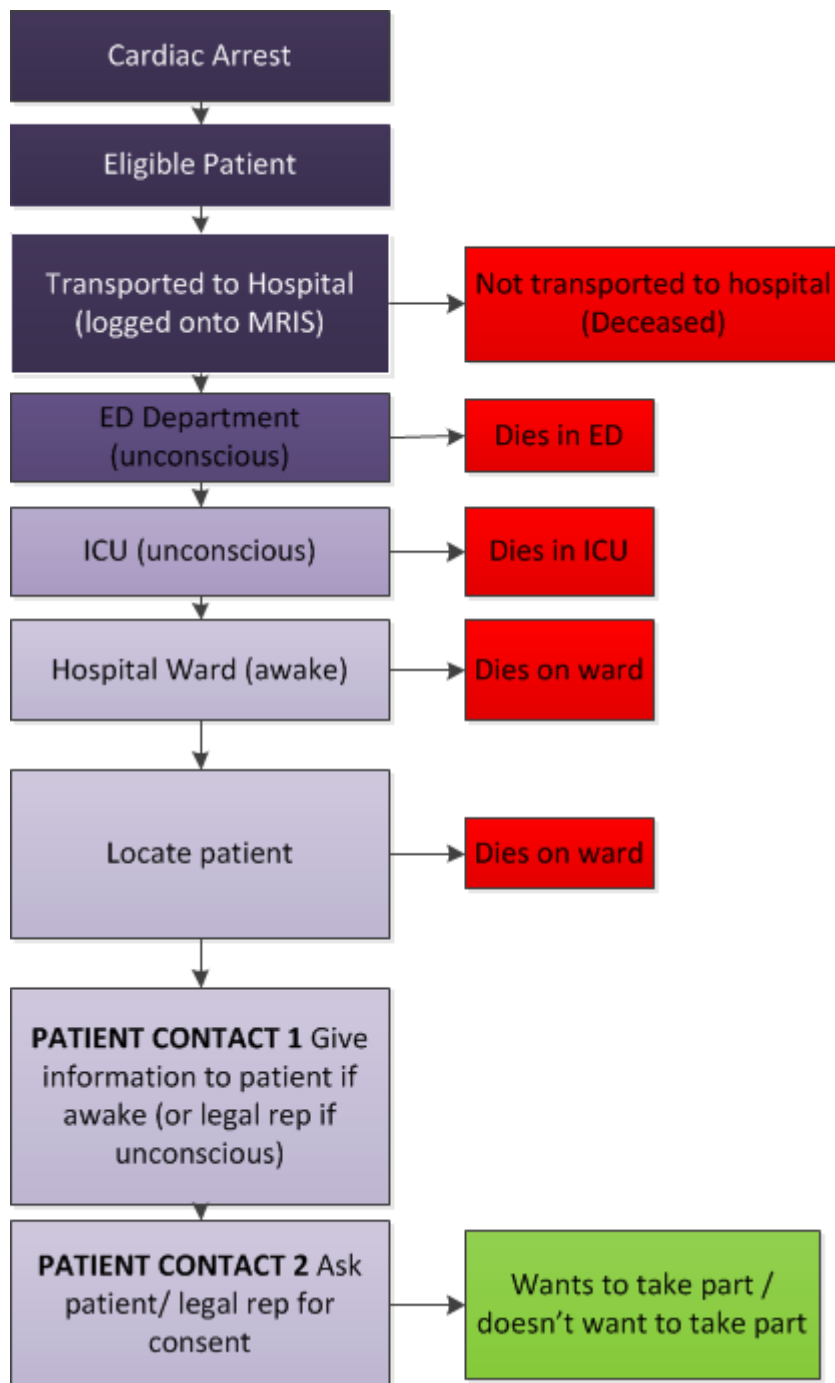 Cardiac Arrest
Eligible Patient
Transported to Hospital
(logged onto MRIS)
Not transported to hospital
(Deceased)
ED Department
(unconscious)
Dies in ED
ICU (unconscious)
Dies in ICU
Hospital Ward (awake)
Dies on ward
Locate patient
Dies on ward
PATIENT CONTACT 1 Give
information to patient if
awake (or legal rep if
unconscious)
PATIENT CONTACT 2 Ask
patient/ legal rep for
consent
Wants to take part /
doesn't want to take part